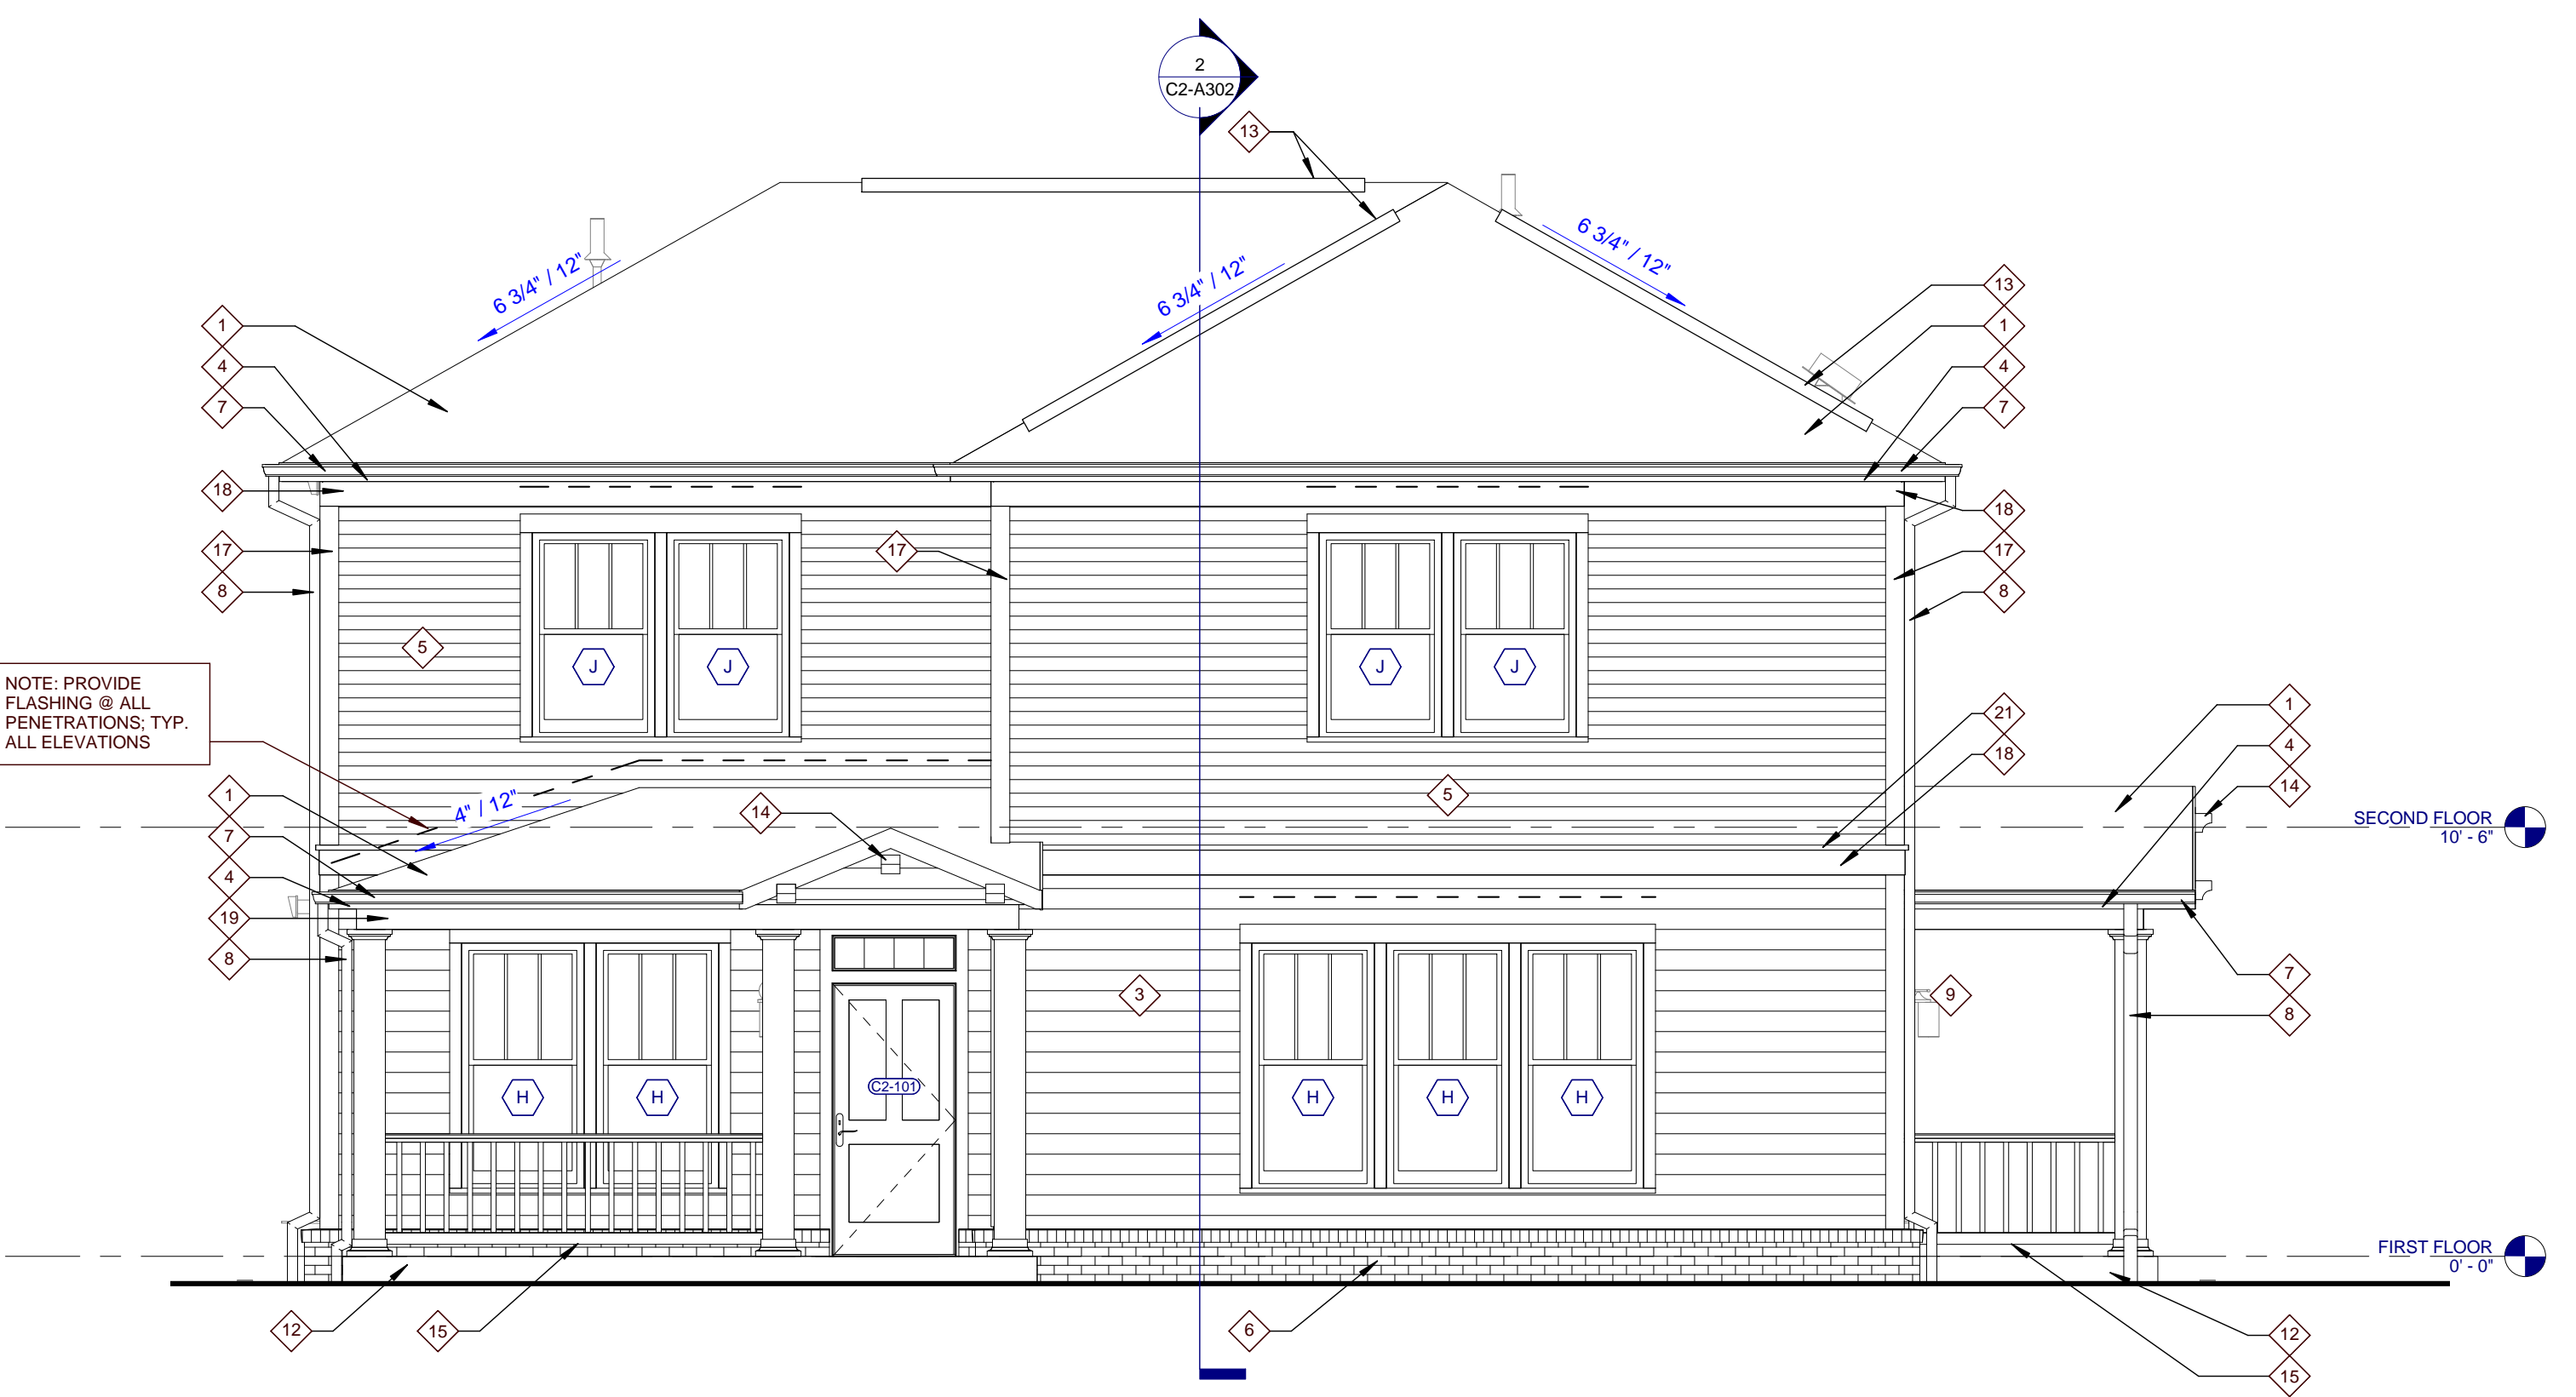 2
C2-A302
13
6 3/4" / 12"
6 3/4" / 12"
6 3/4" / 12"
1
4
7
18
17
8
13
1
4
7
18
17
8
17
5
J
J
J
J
NOTE: PROVIDE
FLASHING @ ALL
PENETRATIONS; TYP.
ALL ELEVATIONS
21
18
1
4
14
5
1
7
4
19
8
4" / 12"
14
SECOND FLOOR
10' - 6"
3
9
7
8
C2-101
H
H
H
H
H
FIRST FLOOR
0' - 0"
12
15
6
12
15